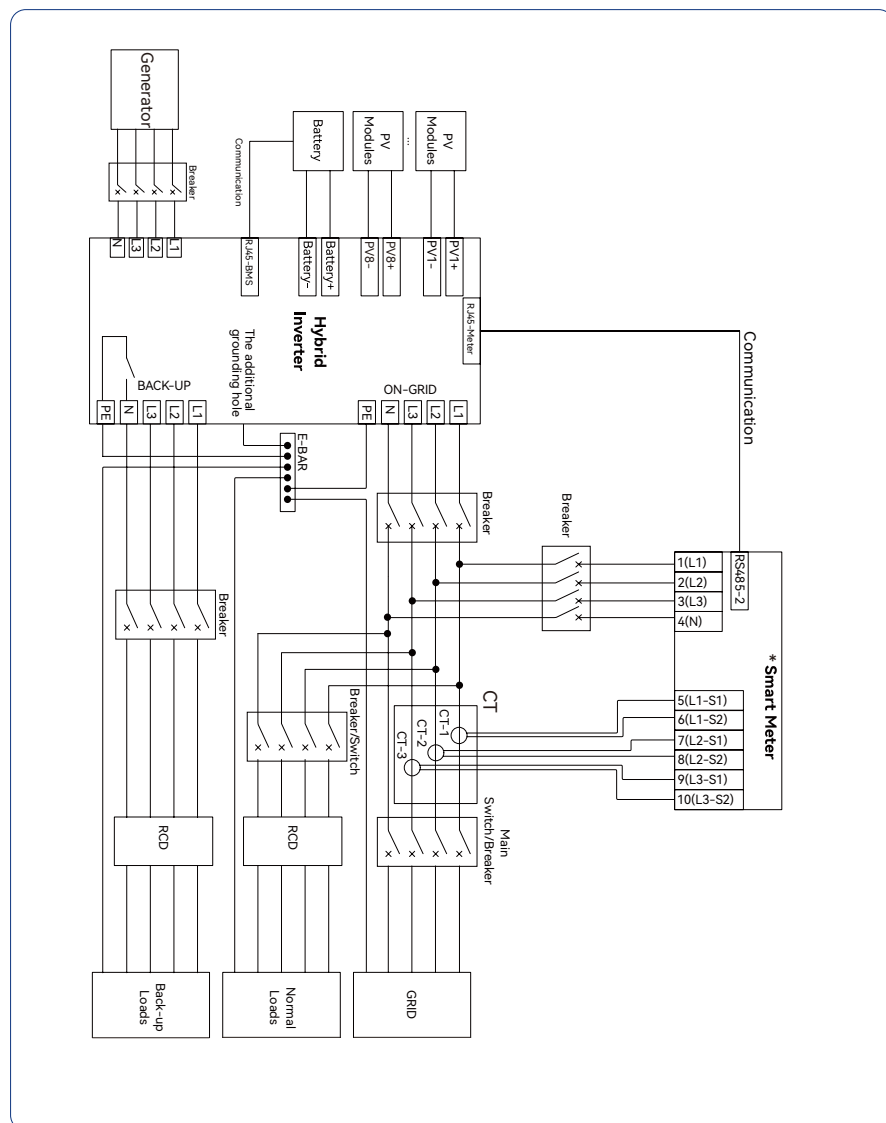 Generator
Breaker
Communication
Battery
PV
Modules
...
PV
Modules
N
L3
L2
L1
RJ45-BMS
Battery-
Battery+
PV8-
PV8+
PV1-
PV1+
RJ45-Meter
Hybrid
Inverter
The additional
grounding hole
BACK-UP
ON-GRID
PE
N
L3
L2
L1
PE
N
L3
L2
L1
E-BAR
Communication
Breaker
Breaker
Breaker
RS485-2
1(L1)
2(L2)
3(L3)
4(N)
* Smart Meter
5(L1-S1)
6(L1-S2)
7(L2-S1)
8(L2-S2)
9(L3-S1)
10(L3-S2)
CT
CT-1
CT-2
CT-3
Breaker/Switch
Main
Switch/Breaker
RCD
RCD
Back-up
Loads
Normal
Loads
GRID